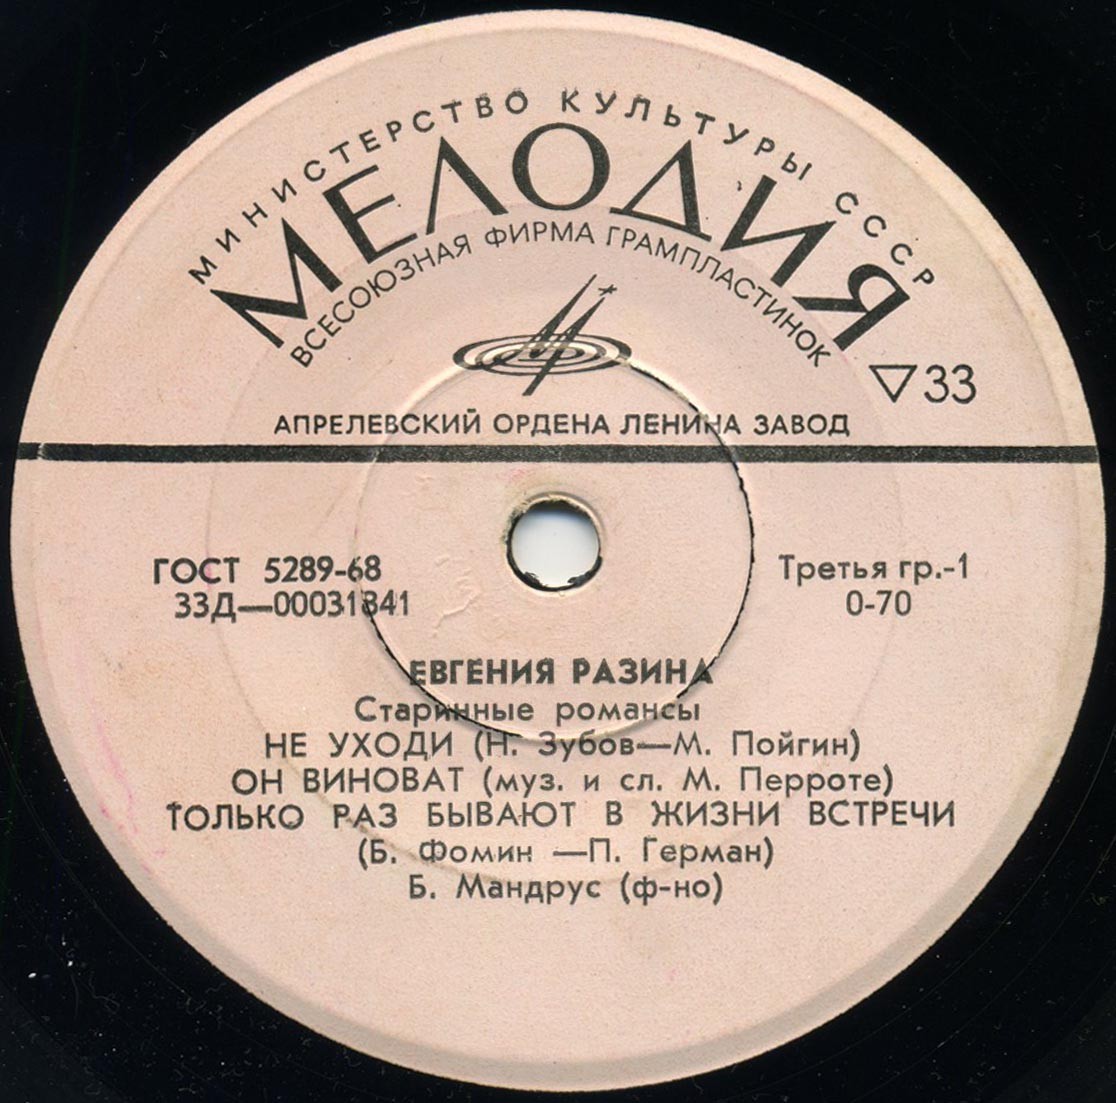 МИНИСТЕРСТВО КУЛЬТУРЫ СССР
МЕЛОДИЯ
ВСЕСОЮЗНАЯ ФИРМА ГРАМПЛАСТИНОК
▽33
АПРЕЛЕВСКИЙ ОРДЕНА ЛЕНИНА ЗАВОД
ГОСТ 5289-68
33Д—00031841
Третья гр.-1
0-70
ЕВГЕНИЯ РАЗИНА
Старинные романсы
НЕ УХОДИ (Н. Зубов—М. Пойгин)
ОН ВИНОВАТ (муз. и сл. М. Перроте)
ТОЛЬКО РАЗ БЫВАЮТ В ЖИЗНИ ВСТРЕЧИ
(Б. Фомин —П. Герман)
Б. Мандрус (ф-но)